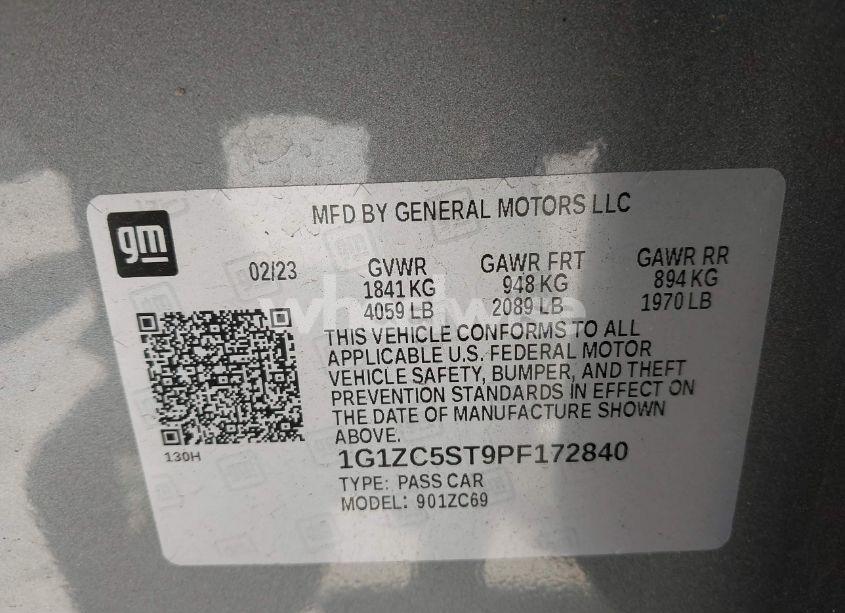 gm
MFD BY GENERAL MOTORS LLC
02/23 GVWR GAWR FRT GAWR RR
1841 KG 948 KG 894 KG
4059 LB 2089 LB 1970 LB
THIS VEHICLE CONFORMS TO ALL
APPLICABLE U.S. FEDERAL MOTOR
VEHICLE SAFETY, BUMPER, AND THEFT
PREVENTION STANDARDS IN EFFECT ON
THE DATE OF MANUFACTURE SHOWN
ABOVE.
130H
1G1ZC5ST9PF172840
TYPE: PASS CAR
MODEL: 901ZC69